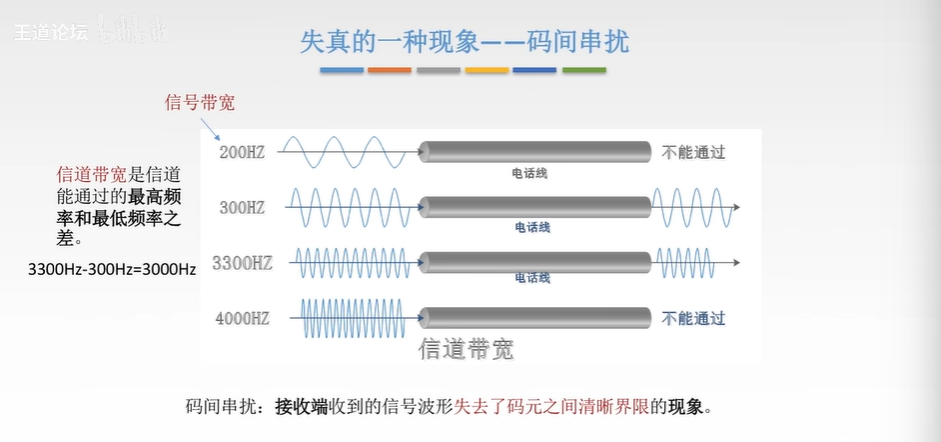 王道论坛
失真的一种现象——码间串扰
信号带宽
200HZ
不能通过
电话线
信道带宽是信道
能通过的最高频
率和最低频率之
差。
3300Hz-300Hz=3000Hz
300HZ
电话线
3300HZ
电话线
4000HZ
不能通过
信道带宽
码间串扰：接收端收到的信号波形失去了码元之间清晰界限的现象。